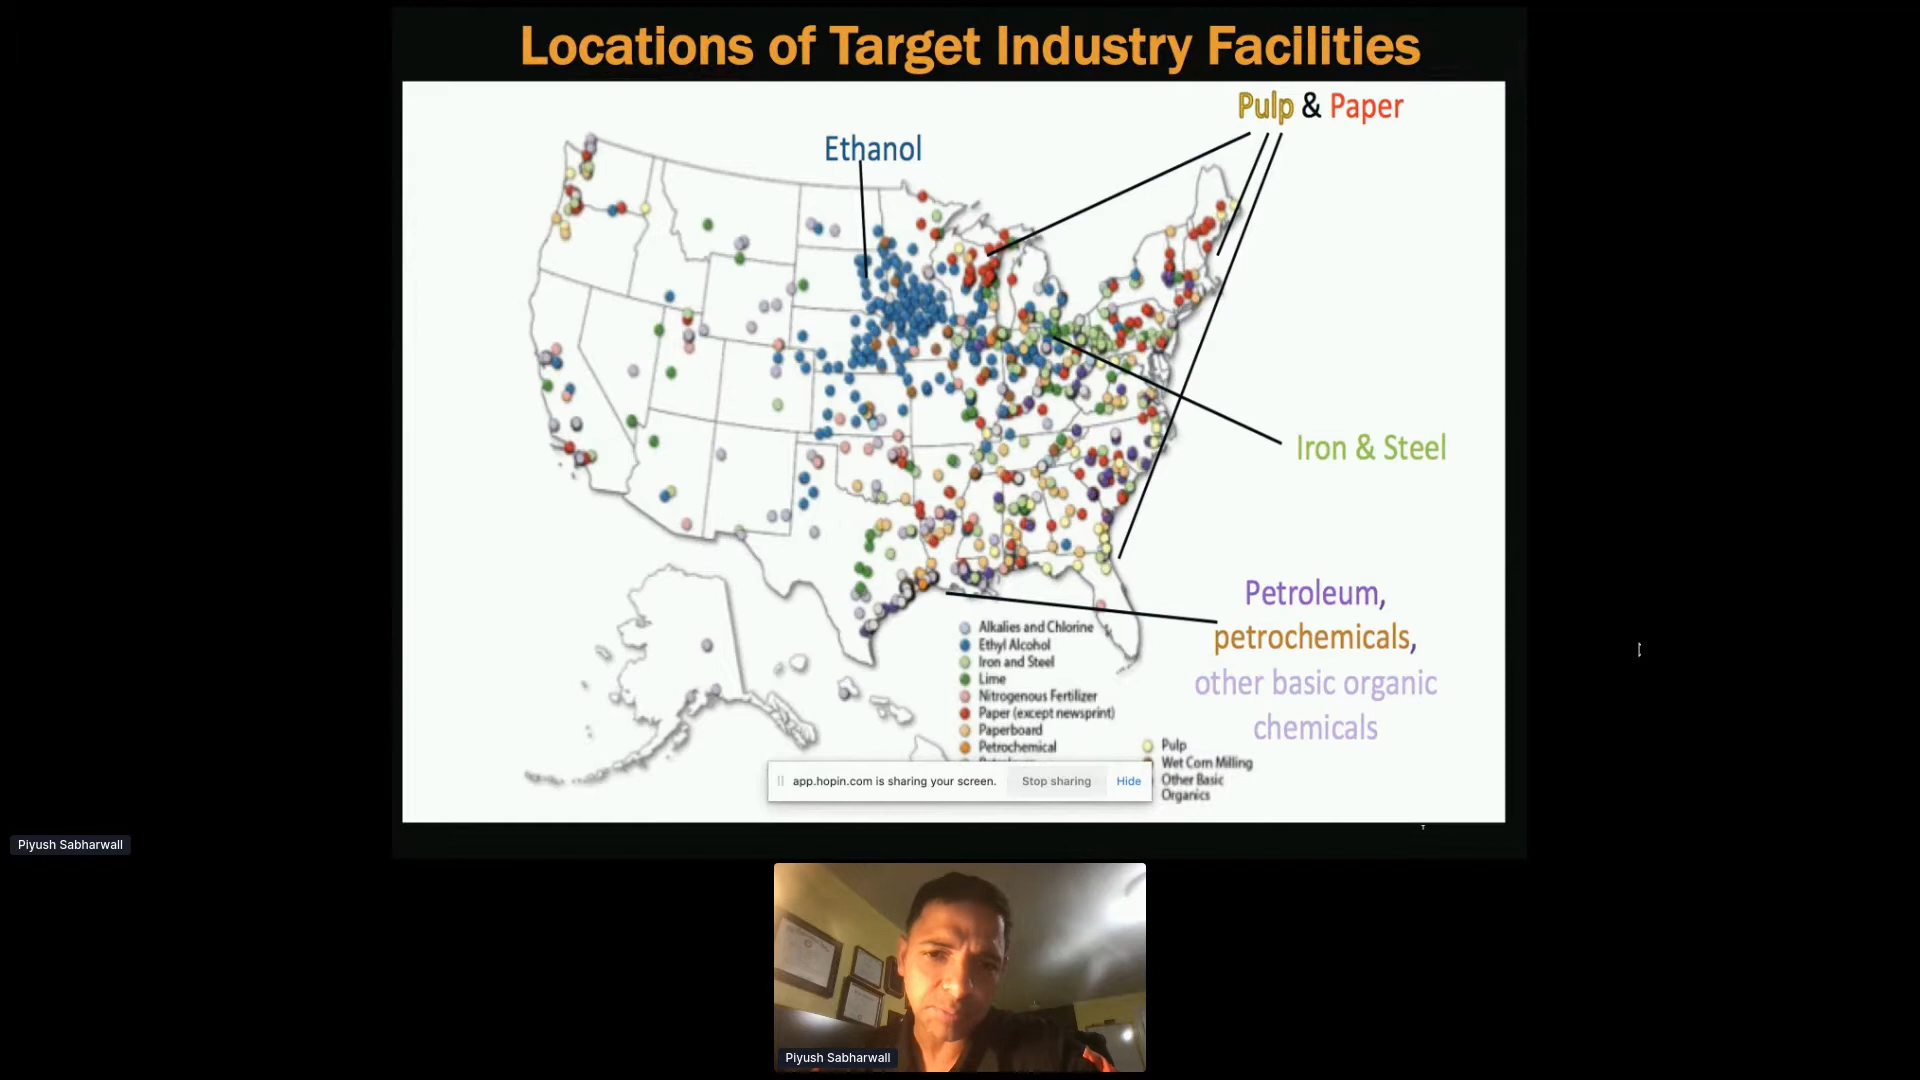 Locations of Target Industry Facilities
Pulp & Paper
Ethanol
Iron & Steel
Petroleum,
petrochemicals,
other basic organic
chemicals
Alkalies and Chlorine
Ethyl Alcohol
Iron and Steel
Lime
Nitrogenous Fertilizer
Paper (except newsprint)
Paperboard
Petrochemical
Pulp
Wet Corn Milling
Other Basic
Organics
app.hopin.com is sharing your screen. Stop sharing Hide
Piyush Sabharwall
Piyush Sabharwall